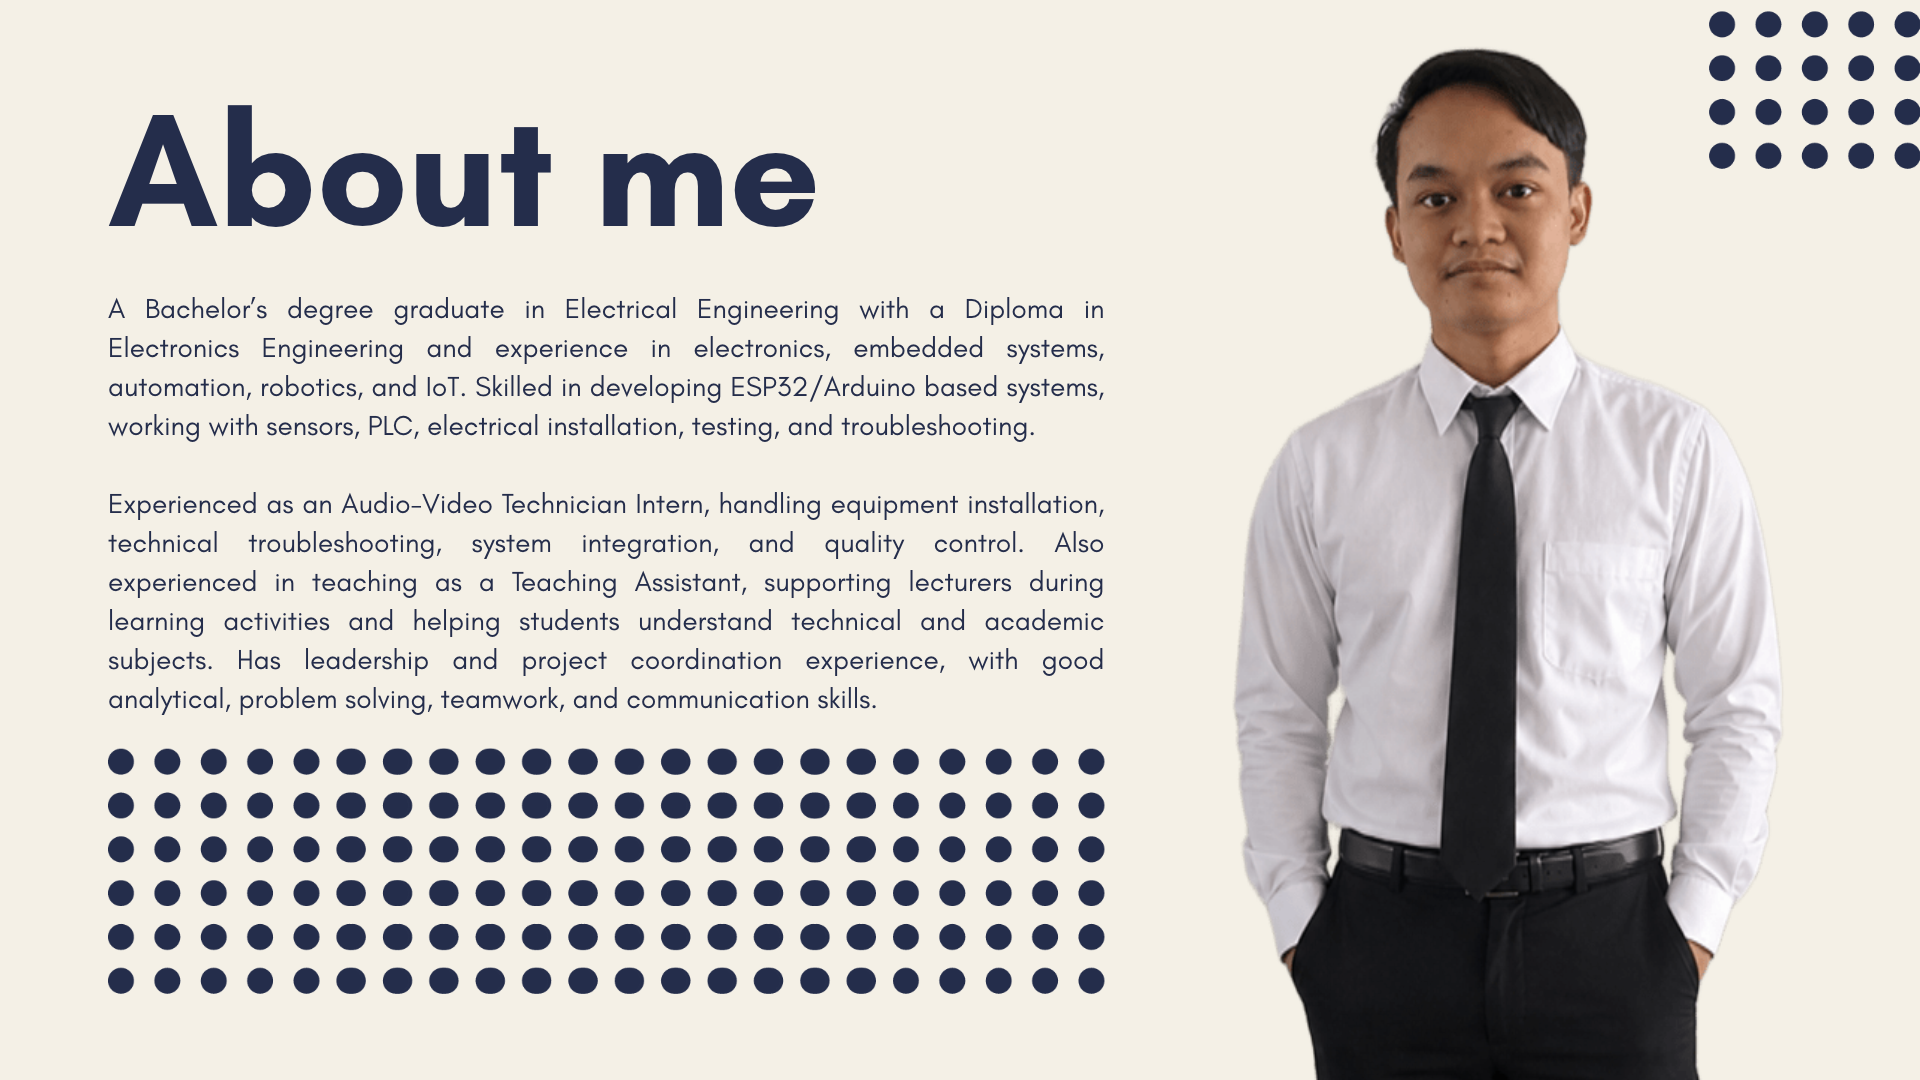 About me
A Bachelor’s degree graduate in Electrical Engineering with a Diploma in
Electronics Engineering and experience in electronics, embedded systems,
automation, robotics, and IoT. Skilled in developing ESP32/Arduino based systems,
working with sensors, PLC, electrical installation, testing, and troubleshooting.
Experienced as an Audio-Video Technician Intern, handling equipment installation,
technical troubleshooting, system integration, and quality control. Also
experienced in teaching as a Teaching Assistant, supporting lecturers during
learning activities and helping students understand technical and academic
subjects. Has leadership and project coordination experience, with good
analytical, problem solving, teamwork, and communication skills.